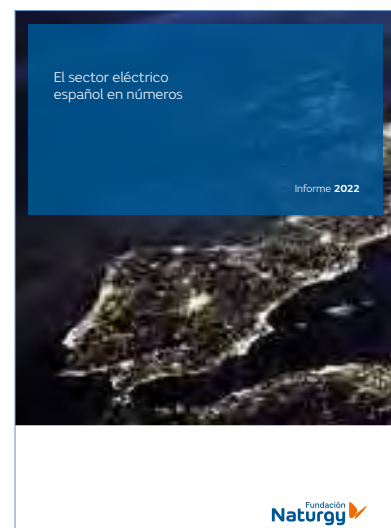 El sector eléctrico
español en números
Informe 2022
Fundación
Naturgy